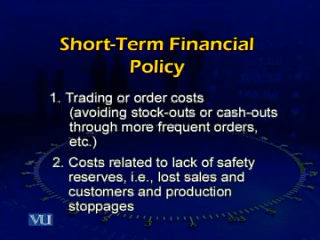 Short-Term Financial
Policy
1. Trading or order costs
(avoiding stock-outs or cash-outs
through more frequent orders,
etc.)
2. Costs related to lack of safety
reserves, i.e., lost sales and
customers and production
stoppages
VU